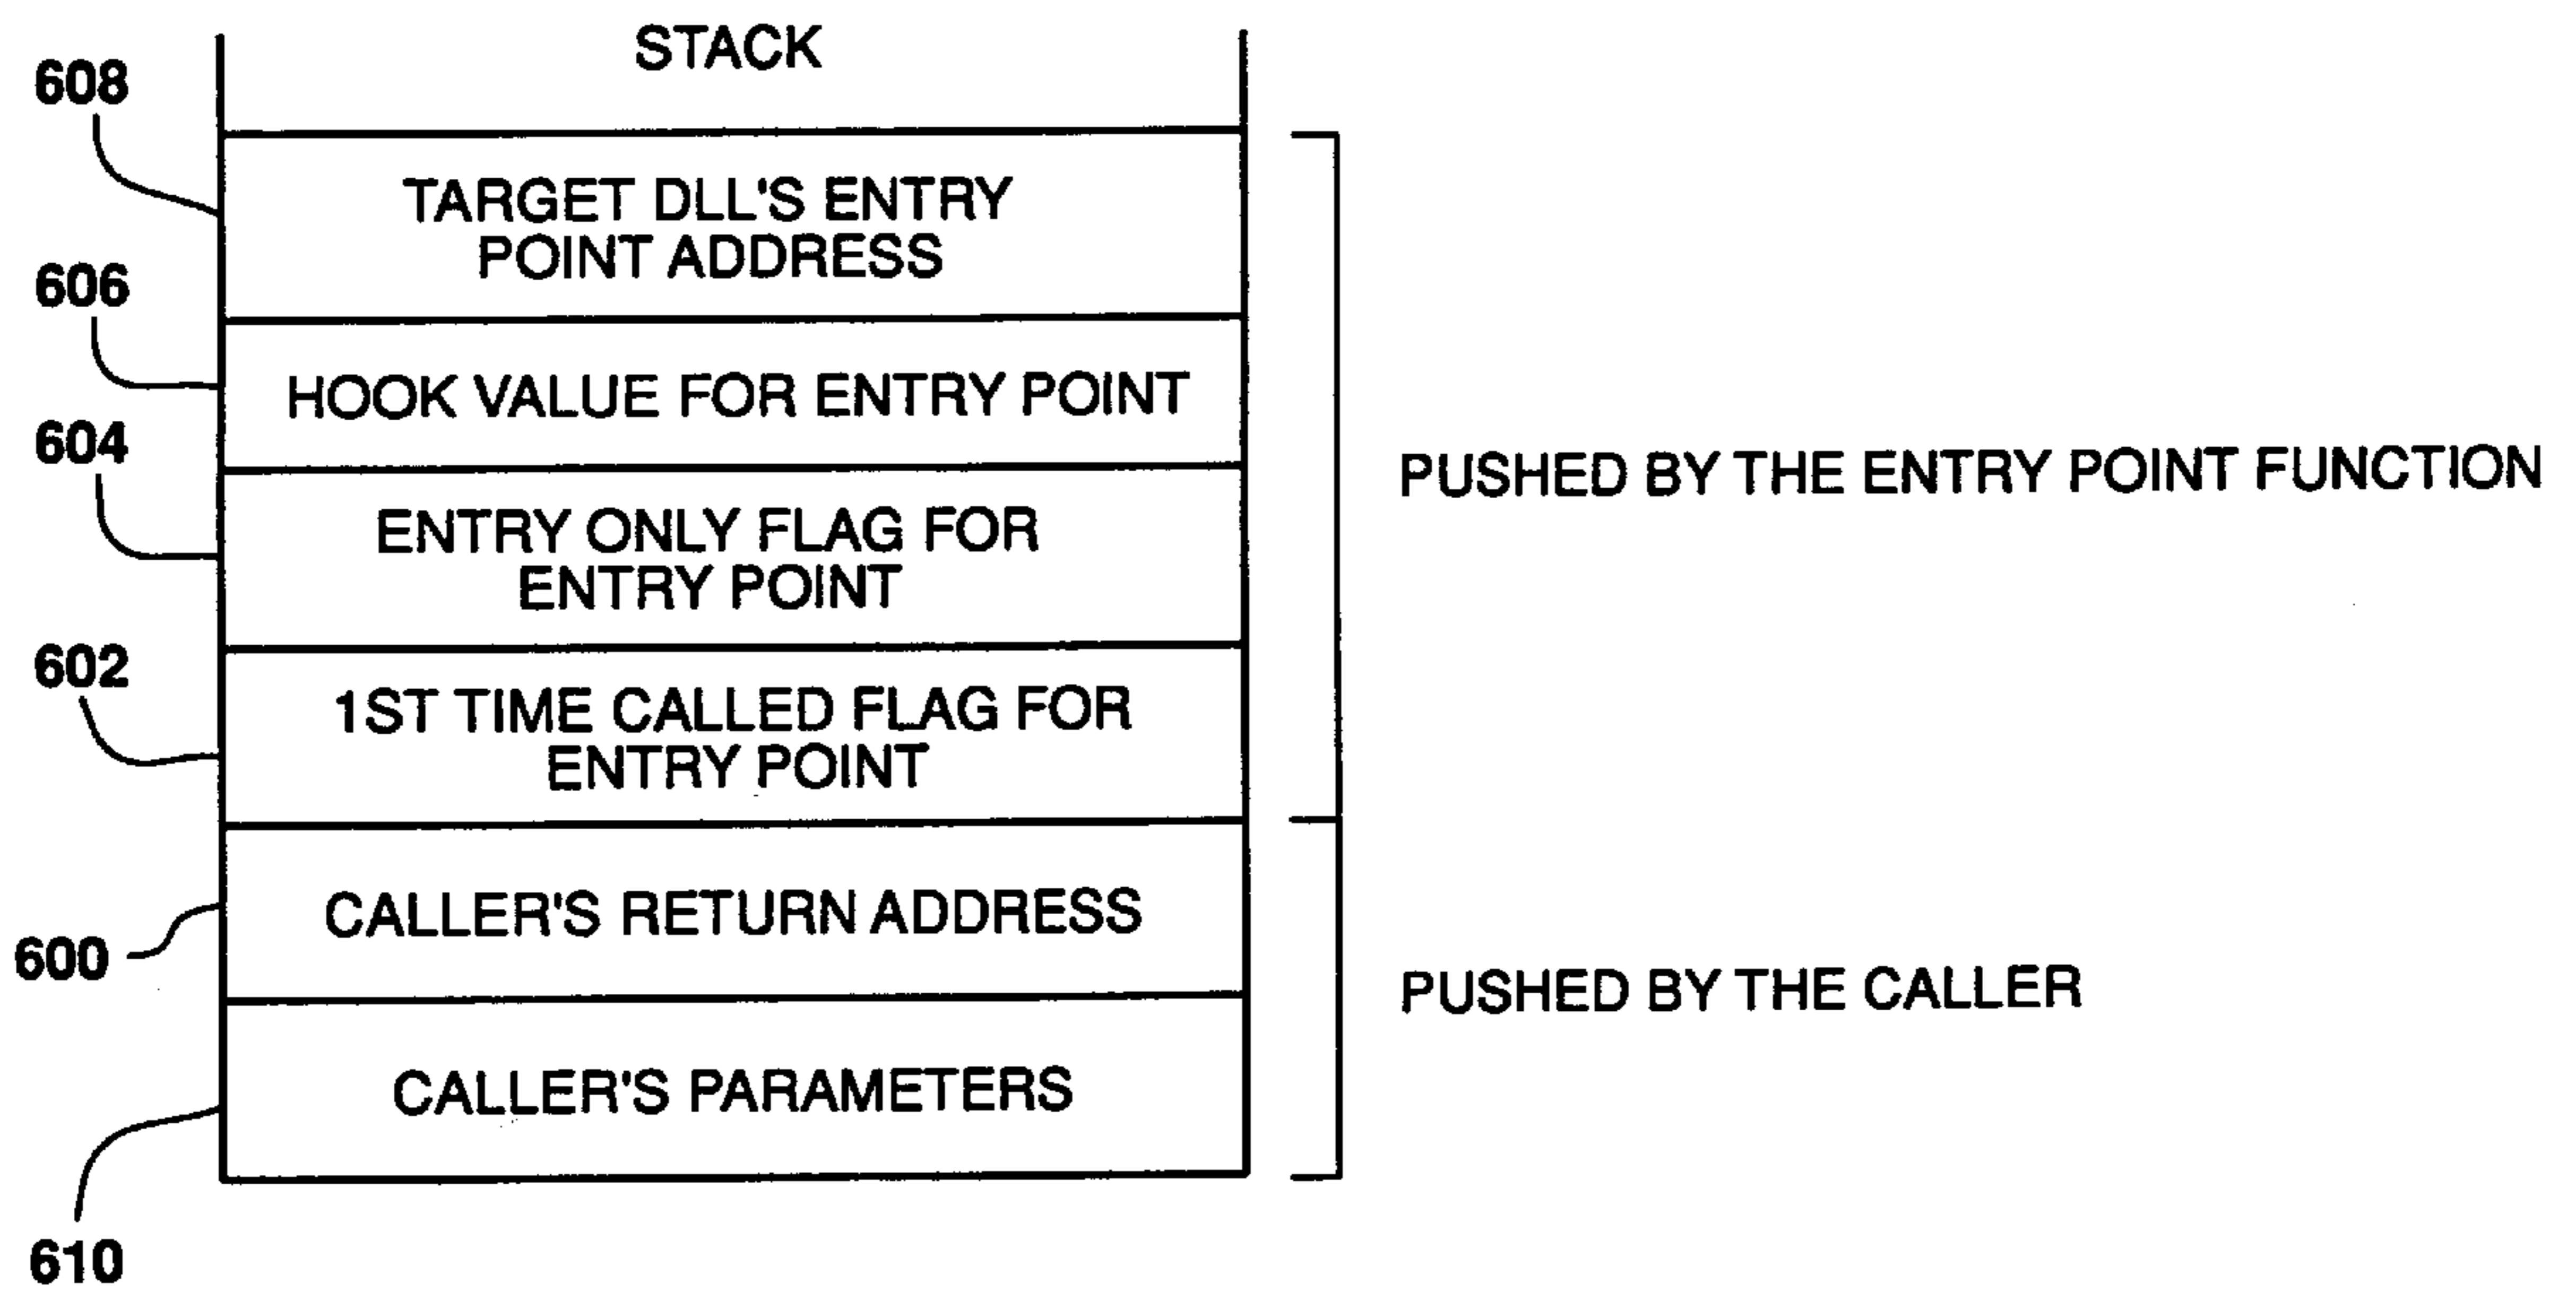 STACK
608
TARGET DLL'S ENTRY
POINT ADDRESS
606
HOOK VALUE FOR ENTRY POINT
604
PUSHED BY THE ENTRY POINT FUNCTION
ENTRY ONLY FLAG FOR
ENTRY POINT
602
1ST TIME CALLED FLAG FOR
ENTRY POINT
CALLER'S RETURN ADDRESS
600
PUSHED BY THE CALLER
CALLER'S PARAMETERS
610